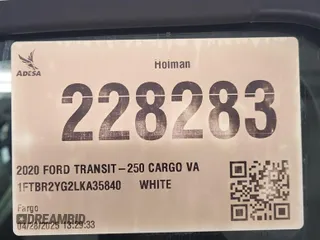 Holman
ADESA
228283
2020 FORD TRANSIT-250 CARGO VA
1FTBR2YG2LKA35840 WHITE
Fargo
DREAMBID
04/28/2025 13:29:33